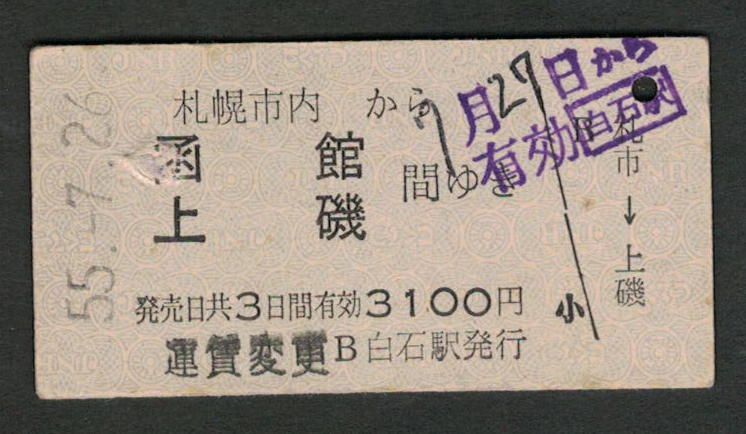 55.-7.26
札幌市内 から
函館
上磯
間ゆき
7月27日から
有効
白石駅
発売日共3日間有効3100円
運賃変更
B白石駅発行
小
B
札市→上磯